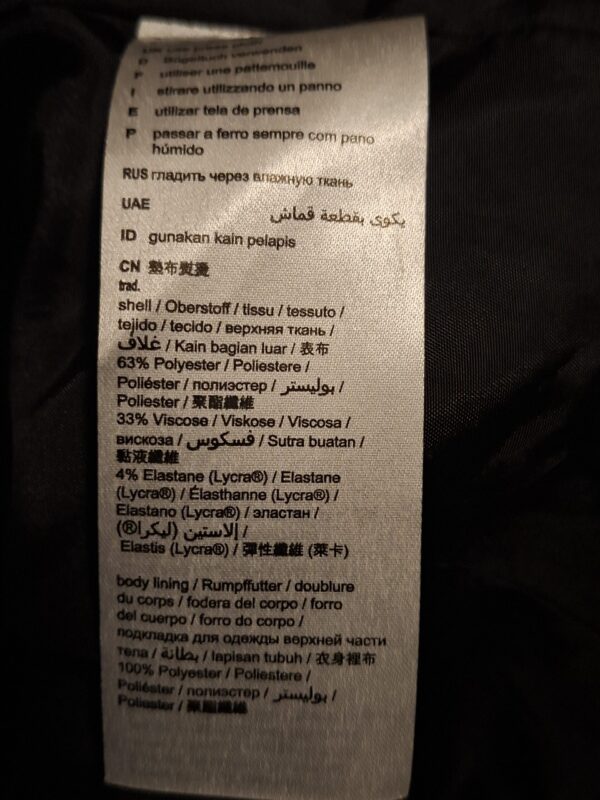 D Bügeltuch verwenden
F utiliser une pattemouille
I stirare utilizzando un panno
E utilizar tela de prensa
P passar a ferro sempre com pano
húmido
RUS гладить через влажную ткань
UAE يكوى بقطعة قماش
ID gunakan kain pelapis
CN 墊布熨燙
trad.
shell / Oberstoff / tissu / tessuto /
tejido / tecido / верхняя ткань /
غلاف / Kain bagian luar / 表布
63% Polyester / Poliestere /
Poliéster / полиэстер / بوليستر /
Poliester / 聚酯纖維
33% Viscose / Viskose / Viscosa /
вискоза / فسكوس / Sutra buatan /
黏液纖維
4% Elastane (Lycra®) / Elastane
(Lycra®) / Élasthanne (Lycra®) /
Elastano (Lycra®) / эластан /
إلاستين (ليكرا®) /
Elastis (Lycra®) / 彈性纖維 (萊卡)
body lining / Rumpffutter / doublure
du corps / fodera del corpo / forro
del cuerpo / forro do corpo /
подкладка для одежды верхней части
тела / بطانة / lapisan tubuh / 衣身裡布
100% Polyester / Poliestere /
Poliéster / полиэстер / بوليستر /
Poliester / 聚酯纖維